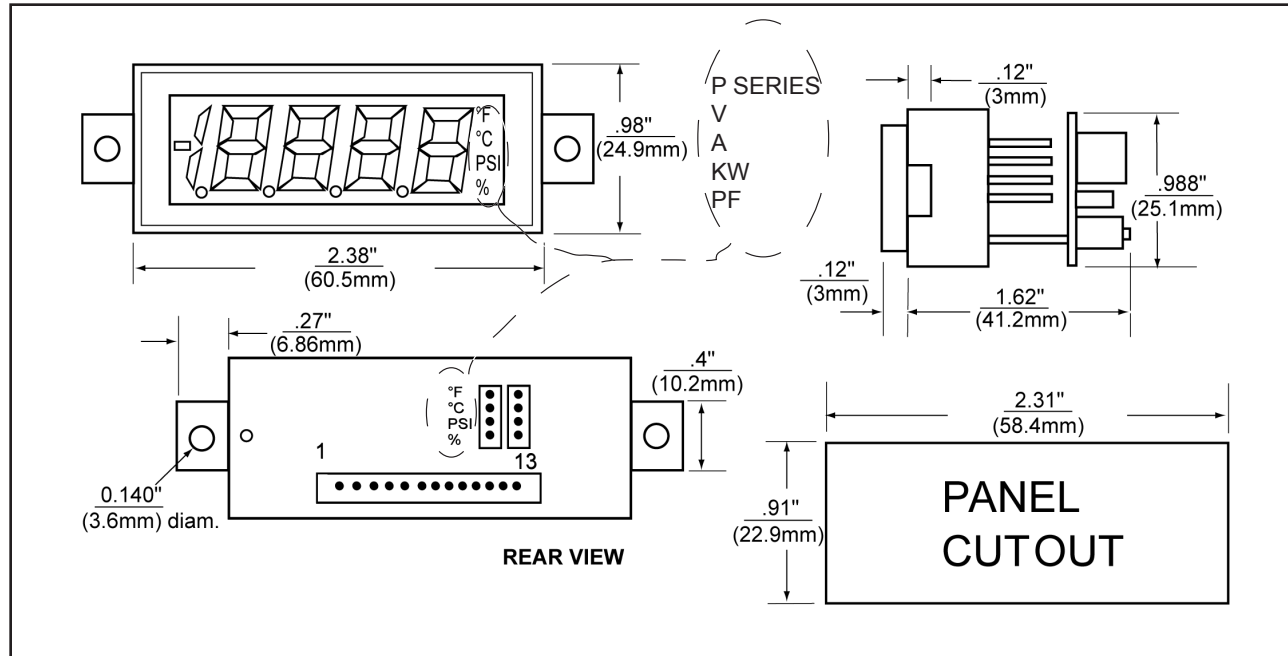 P SERIES
V
A
KW
PF
°F
°C
PSI
%
.98"
(24.9mm)
2.38"
(60.5mm)
.12"
(3mm)
.988"
(25.1mm)
.12"
(3mm)
1.62"
(41.2mm)
.27"
(6.86mm)
.4"
(10.2mm)
°F
°C
PSI
%
1
13
0.140"
(3.6mm) diam.
REAR VIEW
2.31"
(58.4mm)
.91"
(22.9mm)
PANEL
CUTOUT